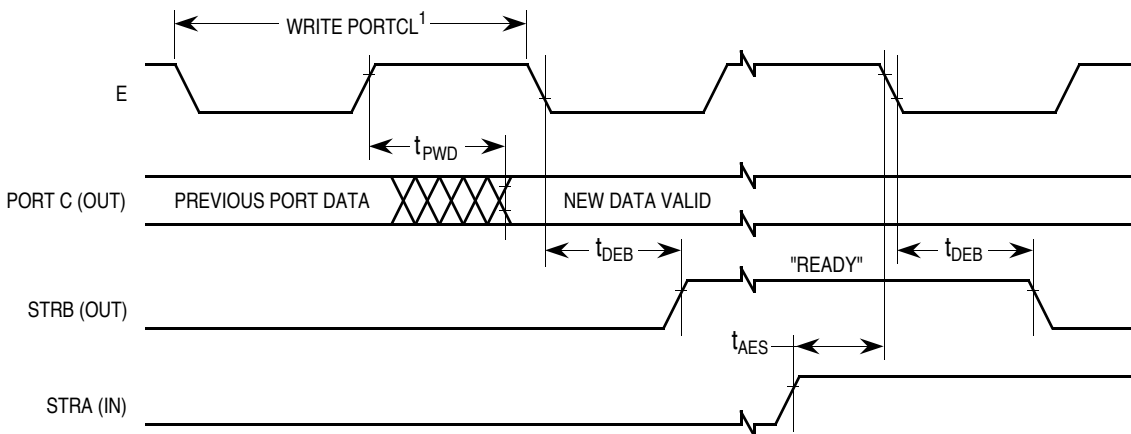 WRITE PORTCL¹
E
tPWD
PORT C (OUT)
PREVIOUS PORT DATA
NEW DATA VALID
tDEB
"READY"
tDEB
STRB (OUT)
tAES
STRA (IN)